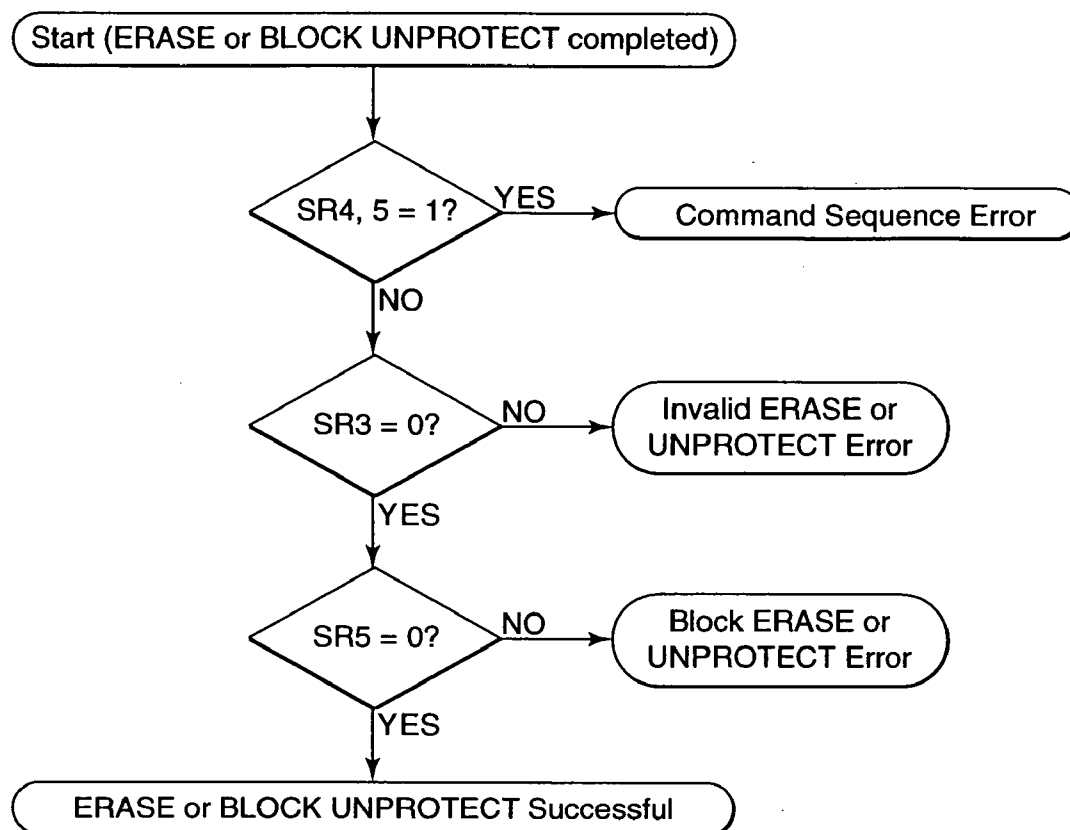 Start (ERASE or BLOCK UNPROTECT completed)
SR4, 5 = 1?
YES
Command Sequence Error
NO
SR3 = 0?
NO
Invalid ERASE or
UNPROTECT Error
YES
SR5 = 0?
NO
Block ERASE or
UNPROTECT Error
YES
ERASE or BLOCK UNPROTECT Successful